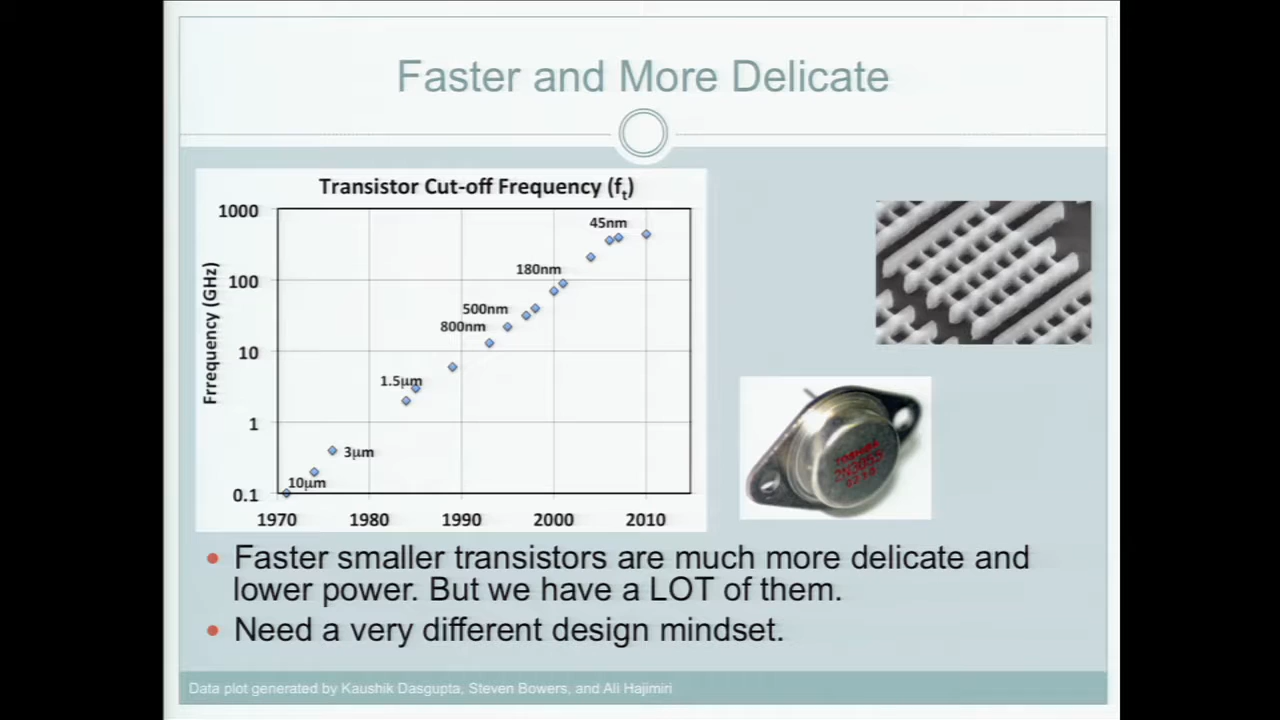 Faster and More Delicate
Transistor Cut-off Frequency (ft)
Frrequency (GHz)
1000
100
10
1
0.1
45nm
180nm
500nm
800nm
1.5µm
3µm
10µm
1970 1980 1990 2000 2010
TOSHIBA
2N3055
• Faster smaller transistors are much more delicate and
lower power. But we have a LOT of them.
• Need a very different design mindset.
Data plot generated by Kaushik Dasgupta, Steven Bowers, and Ali Hajimiri